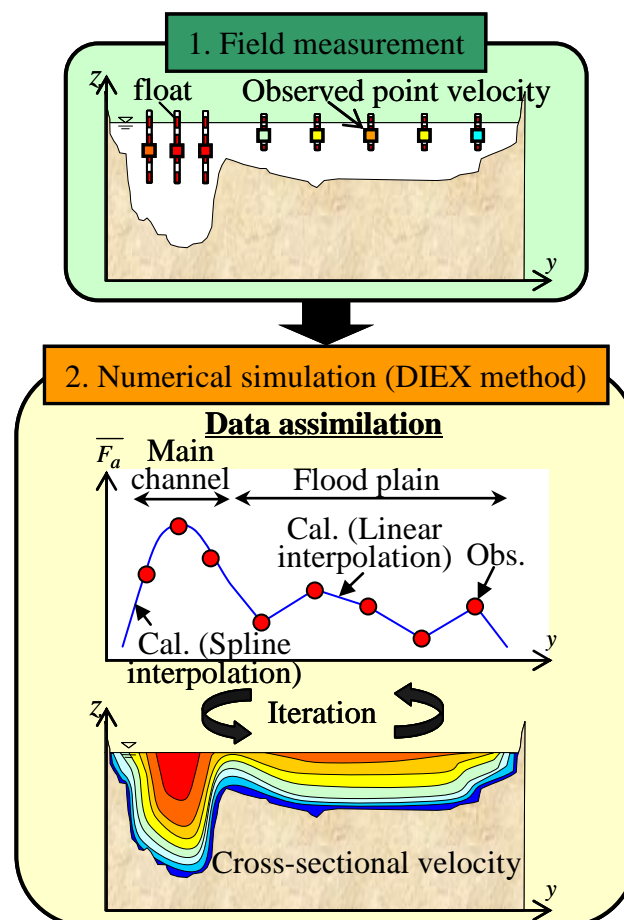 1. Field measurement
z
float
Observed point velocity
y
2. Numerical simulation (DIEX method)
Data assimilation
Fa
Main
channel
Flood plain
Cal. (Linear
interpolation)
Obs.
Cal. (Spline
interpolation)
y
Iteration
z
Cross-sectional velocity
y